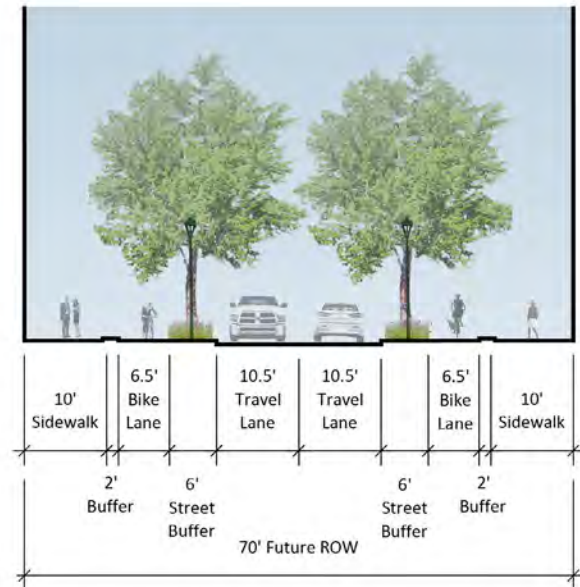 10'
Sidewalk
6.5'
Bike
Lane
10.5'
Travel
Lane
10.5'
Travel
Lane
6.5'
Bike
Lane
10'
Sidewalk
2'
Buffer
6'
Street
Buffer
6'
Street
Buffer
2'
Buffer
70' Future ROW